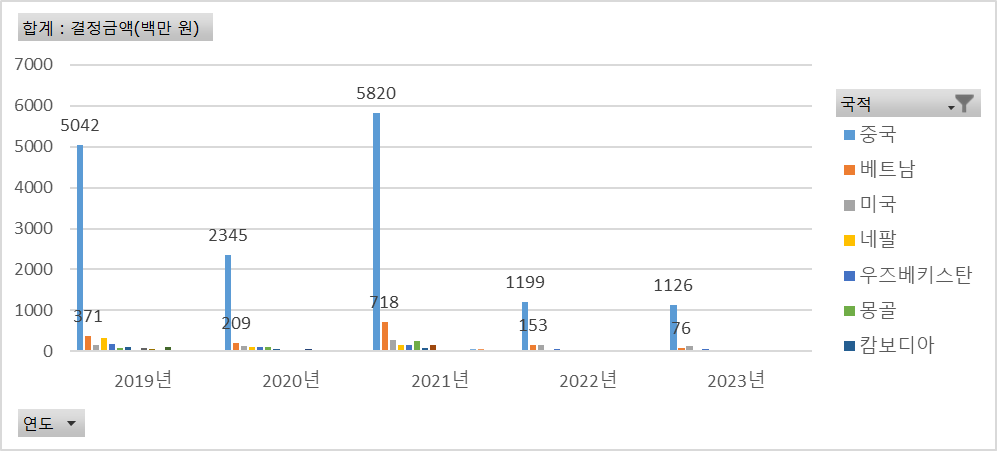 합계 : 결정금액(백만 원)
7000
6000
5000
4000
3000
2000
1000
0
5042
371
2345
209
5820
718
1199
153
1126
76
2019년
2020년
2021년
2022년
2023년
국적
중국
베트남
미국
네팔
우즈베키스탄
몽골
캄보디아
연도